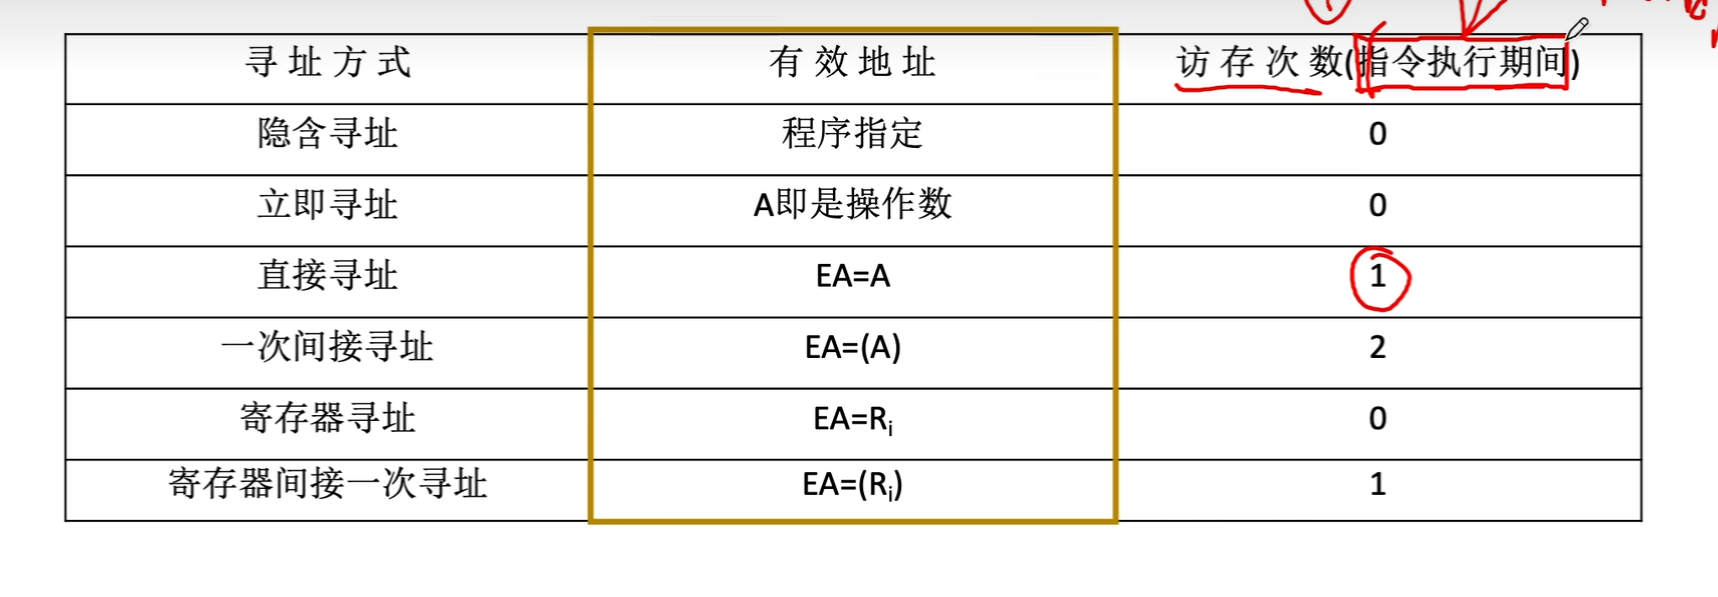 寻址方式 有效地址 访存次数(指令执行期间)
隐含寻址 程序指定 0
立即寻址 A即是操作数 0
直接寻址 EA=A 1
一次间接寻址 EA=(A) 2
寄存器寻址 EA=Rᵢ 0
寄存器间接一次寻址 EA=(Rᵢ) 1